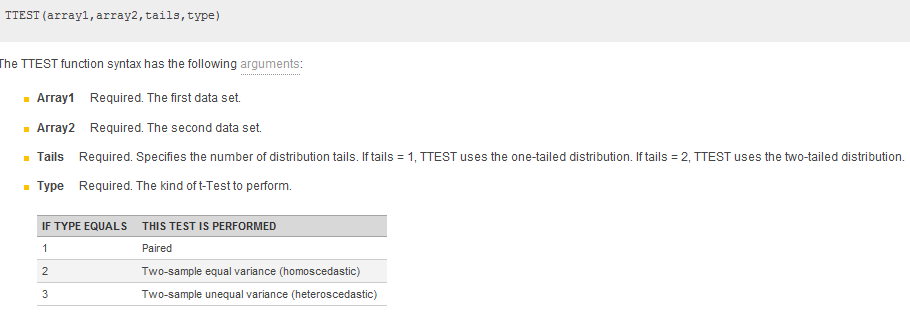 TTEST(array1,array2,tails,type)
The TTEST function syntax has the following arguments:
Array1 Required. The first data set.
Array2 Required. The second data set.
Tails Required. Specifies the number of distribution tails. If tails = 1, TTEST uses the one-tailed distribution. If tails = 2, TTEST uses the two-tailed distribution.
Type Required. The kind of t-Test to perform.
IF TYPE EQUALS THIS TEST IS PERFORMED
1 Paired
2 Two-sample equal variance (homoscedastic)
3 Two-sample unequal variance (heteroscedastic)